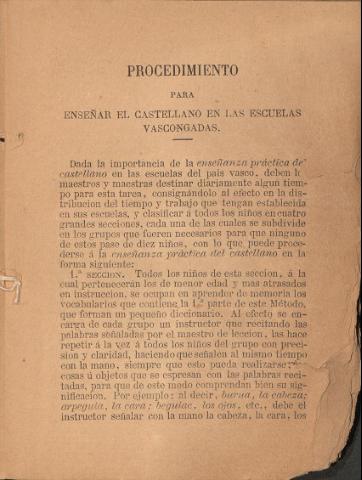 PROCEDIMIENTO
PARA
ENSEÑAR EL CASTELLANO EN LAS ESCUELAS
VASCONGADAS.
Dada la importancia de la enseñanza práctica de
castellano en las escuelas del pais vasco, deben l
maestros y maestras destinar diariamente algun tiem-
po para esta tarea, consignándolo al efecto en la dis-
tribucion del tiempo y trabajo que tengan establecida
en sus escuelas, y clasificar á todos los niños en cuatro
grandes secciones, cada una de las cuales se subdivide
en los grupos que fueren necesarios para que ninguno
de estos pase de diez niños, con lo que puede proce-
derse á la enseñanza práctica del castellano en la
forma siguiente:
1.ª SECCION. Todos los niños de esta seccion, á la
cual pertenecerán los de menor edad y mas atrasados
en instruccion, se ocupan en aprender de memoria los
vocabularios que contiene la 1.ª parte de este Método,
que forman un pequeño diccionario. Al efecto se en-
carga de cada grupo un instructor que recitando las
palabras señaladas por el maestro de leccion, las hace
repetir á la vez á todos los niños del grupo con preci-
sion y claridad, haciendo que señalen al mismo tiempo
con la mano, siempre que esto pueda realizarse,
cosas ú objetos que se espresan con las palabras reci-
tadas, para que de este modo comprendan bien su sig-
nificacion. Por ejemplo: al decir, burua, la cabeza;
arpeguia, la cara; beguiac, los ojos, etc., debe el
instructor señalar con la mano la cabeza, la cara, los